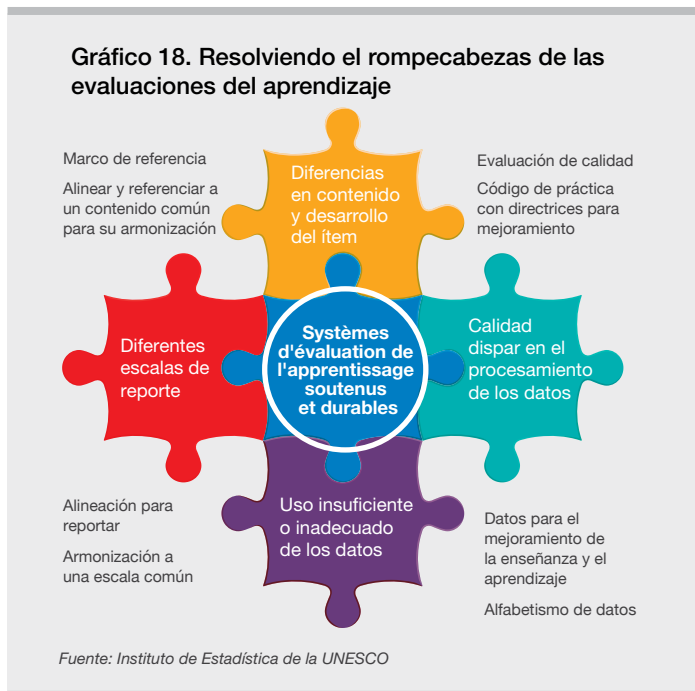 Gráfico 18. Resolviendo el rompecabezas de las
evaluaciones del aprendizaje
Marco de referencia
Alinear y referenciar a
un contenido común
para su armonización
Diferencias
en contenido
y desarrollo
del ítem
Evaluación de calidad
Código de práctica
con directrices para
mejoramiento
Diferentes
escalas de
reporte
Systèmes
d'évaluation de
l'apprentissage
soutenus
et durables
Calidad
dispar en el
procesamiento
de los datos
Alineación para
reportar
Armonización a
una escala común
Uso insuficiente
o inadecuado
de los datos
Datos para el
mejoramiento de
la enseñanza y el
aprendizaje
Alfabetismo de datos
Fuente: Instituto de Estadística de la UNESCO